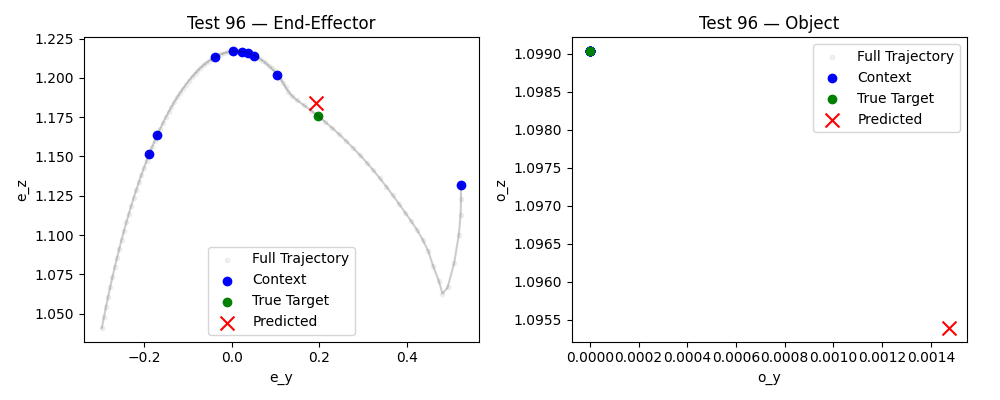 Test 96 — End-Effector
1.225
1.200
1.175
1.150
1.125
1.100
1.075
1.050
e_z
−0.2
0.0
0.2
0.4
e_y
Full Trajectory
Context
True Target
Predicted
Test 96 — Object
1.0990
1.0985
1.0980
1.0975
1.0970
1.0965
1.0960
1.0955
o_z
0.0000
0.0002
0.0004
0.0006
0.0008
0.0010
0.0012
0.0014
o_y
Full Trajectory
Context
True Target
Predicted